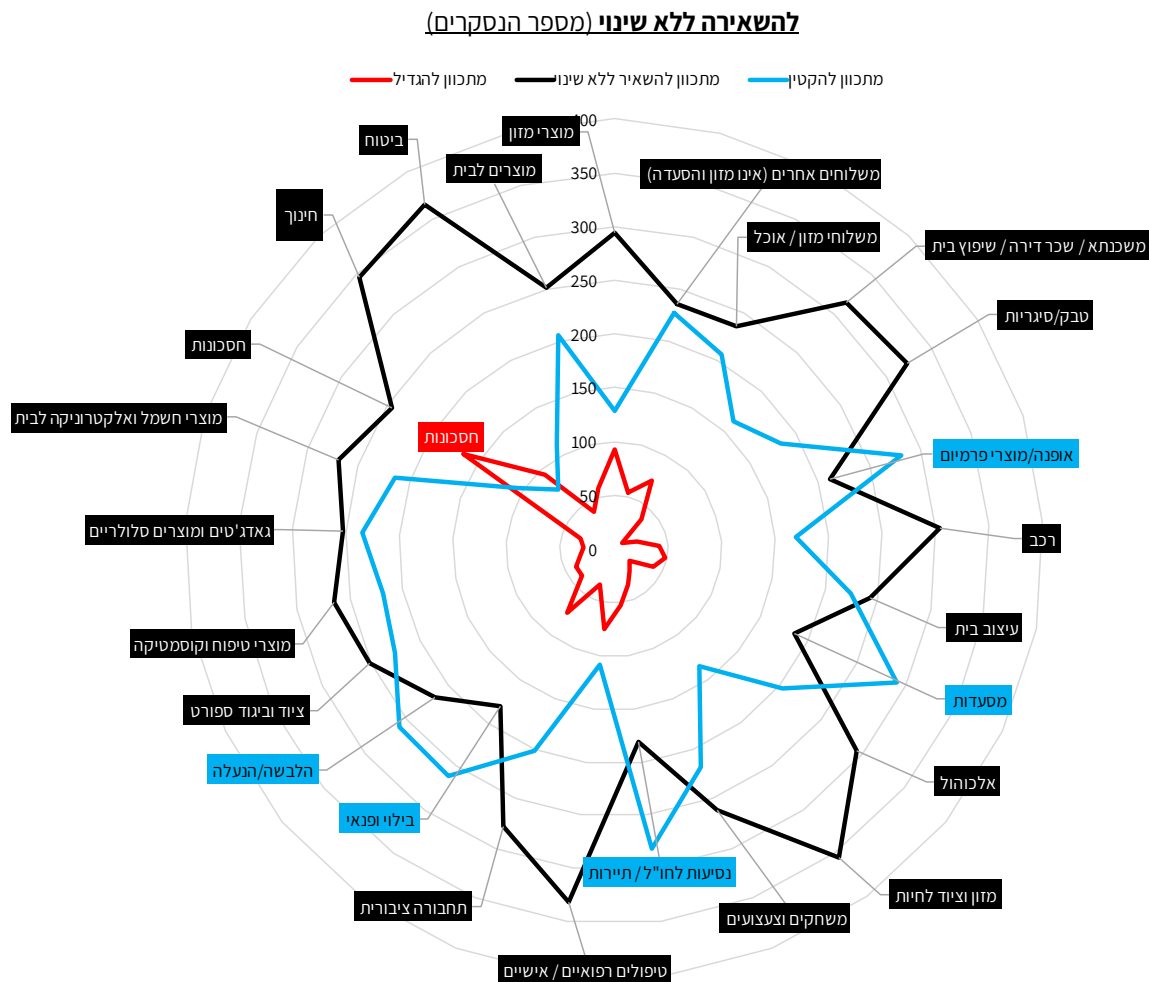 להשאירה ללא שינוי (מספר הנסקרים)
מתכוון להגדיל
מתכוון להשאיר ללא שינוי
מתכוון להקטין
מוצרי מזון
משלוחים אחרים (אינו מזון והסעדה)
משלוחי מזון / אוכל
משכנתא / שכר דירה / שיפוץ בית
טבק/סיגריות
אופנה/מוצרי פרמיום
רכב
עיצוב בית
מסעדות
אלכוהול
מזון וציוד לחיות
משחקים וצעצועים
נסיעות לחו"ל / תיירות
טיפולים רפואיים / אישיים
תחבורה ציבורית
בילוי ופנאי
הלבשה/הנעלה
ציוד וביגוד ספורט
מוצרי טיפוח וקוסמטיקה
גאדג'טים ומוצרים סלולריים
מוצרי חשמל ואלקטרוניקה לבית
חסכונות
חינוך
ביטוח
מוצרים לבית
חסכונות
350
300
250
200
150
100
50
0